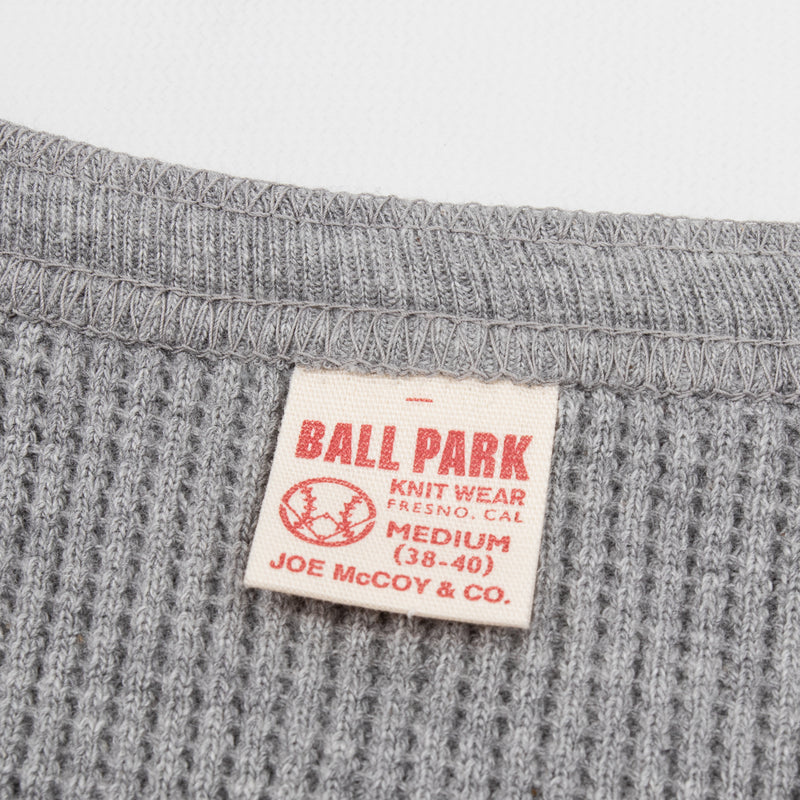 BALL PARK
KNIT WEAR
FRESNO. CAL
MEDIUM
(38-40)
JOE McCOY & CO.